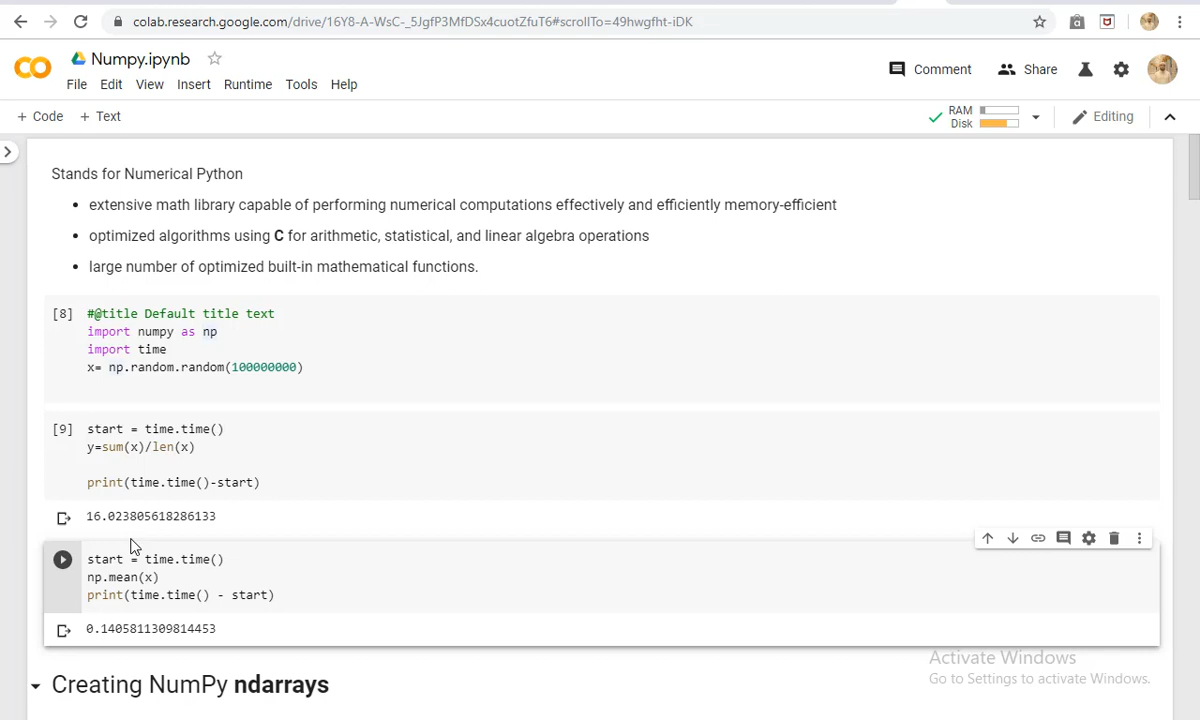 colab.research.google.com/drive/16Y8-A-WsC-_5JgfP3MfDSx4cuotZfuT6#scrollTo=49hwgfht-iDK
Numpy.ipynb
File Edit View Insert Runtime Tools Help
Comment Share
+ Code + Text
RAM
Disk
Editing
Stands for Numerical Python
• extensive math library capable of performing numerical computations effectively and efficiently memory-efficient
• optimized algorithms using C for arithmetic, statistical, and linear algebra operations
• large number of optimized built-in mathematical functions.
[8] #@title Default title text
import numpy as np
import time
x= np.random.random(100000000)
[9] start = time.time()
y=sum(x)/len(x)
print(time.time()-start)
16.023805618286133
start = time.time()
np.mean(x)
print(time.time() - start)
0.1405811309814453
Activate Windows
Go to Settings to activate Windows.
Creating NumPy ndarrays